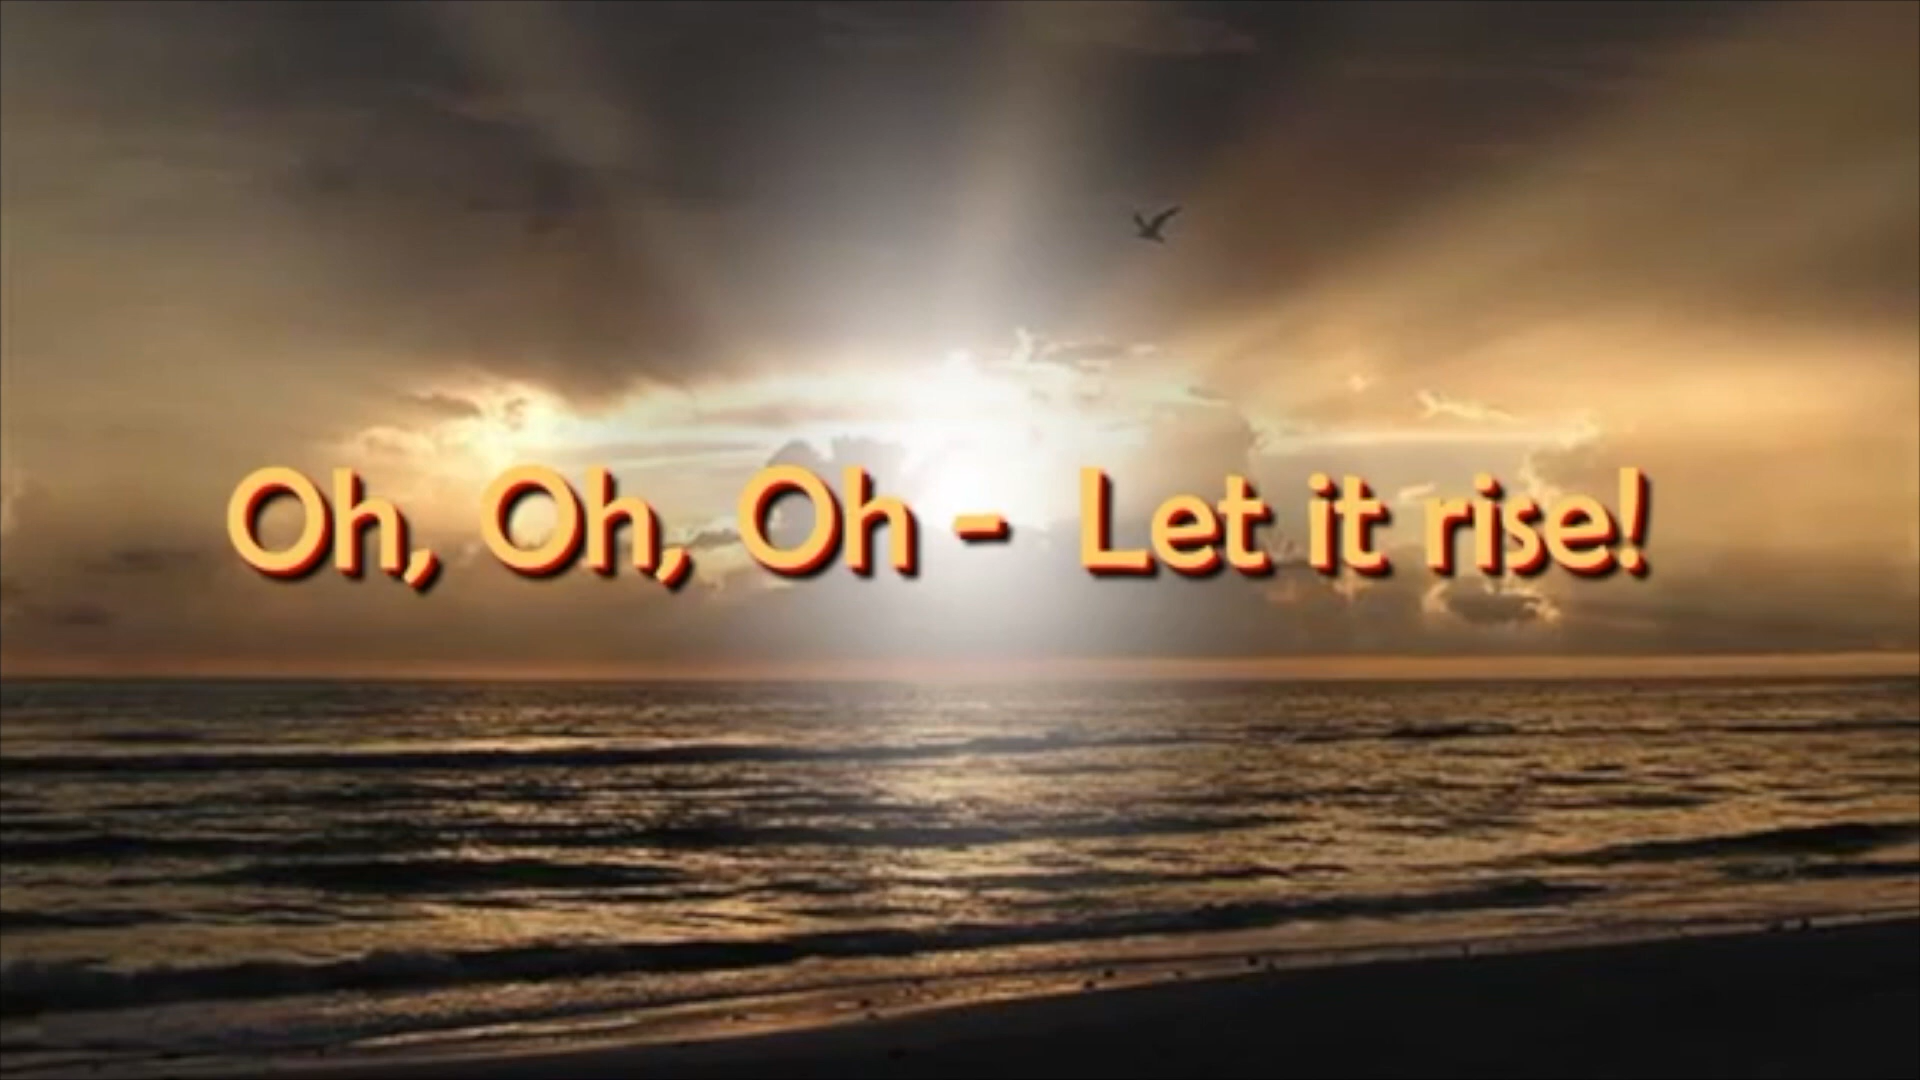 Oh, Oh, Oh - Let it rise!